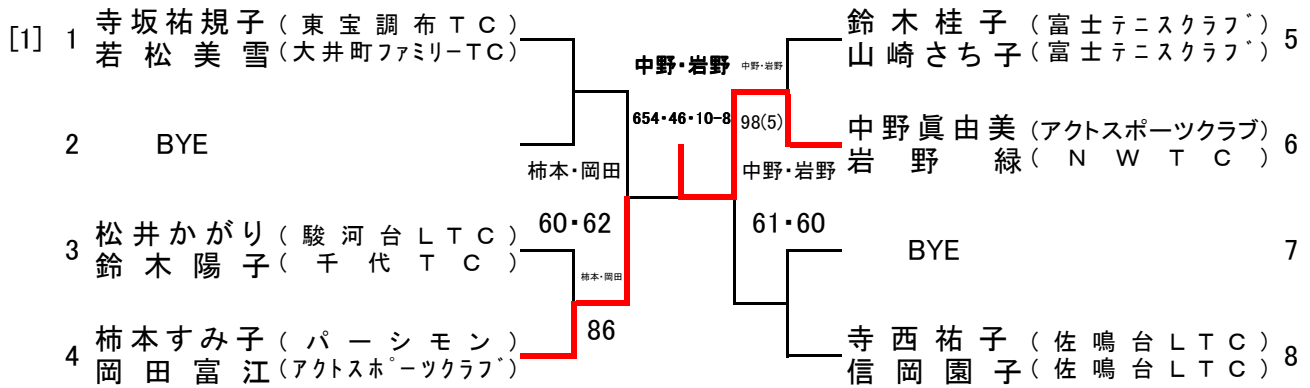 [1] 1 寺坂祐規子 (東宝調布TC)
若松美雪 (大井町ファミリーTC)
2 BYE
3 松井かがり (駿河台LTC)
鈴木陽子 (千代TC)
4 柿本すみ子 (パーシモン)
岡田富江 (アクトスポーツクラブ)
柿本・岡田
60・62
柿本・岡田
86
中野・岩野
654・46・10-8
中野・岩野
98(5)
中野・岩野
61・60
鈴木桂子 (富士テニスクラブ) 5
山崎さち子 (富士テニスクラブ)
中野眞由美 (アクトスポーツクラブ) 6
岩野緑 (NWTC)
BYE 7
寺西祐子 (佐鳴台LTC) 8
信岡園子 (佐鳴台LTC)